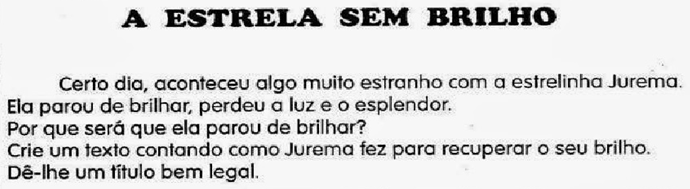 A ESTRELA SEM BRILHO
Certo dia, aconteceu algo muito estranho com a estrelinha Jurema.
Ela parou de brilhar, perdeu a luz e o esplendor.
Por que será que ela parou de brilhar?
Crie um texto contando como Jurema fez para recuperar o seu brilho.
Dê-lhe um título bem legal.